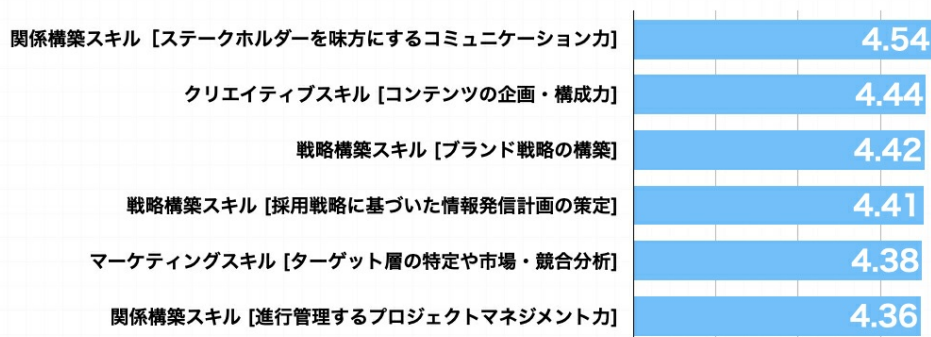 関係構築スキル［ステークホルダーを味方にするコミュニケーション力] 4.54
クリエイティブスキル [コンテンツの企画・構成力] 4.44
戦略構築スキル [ブランド戦略の構築] 4.42
戦略構築スキル [採用戦略に基づいた情報発信計画の策定] 4.41
マーケティングスキル [ターゲット層の特定や市場・競合分析] 4.38
関係構築スキル [進行管理するプロジェクトマネジメント力] 4.36